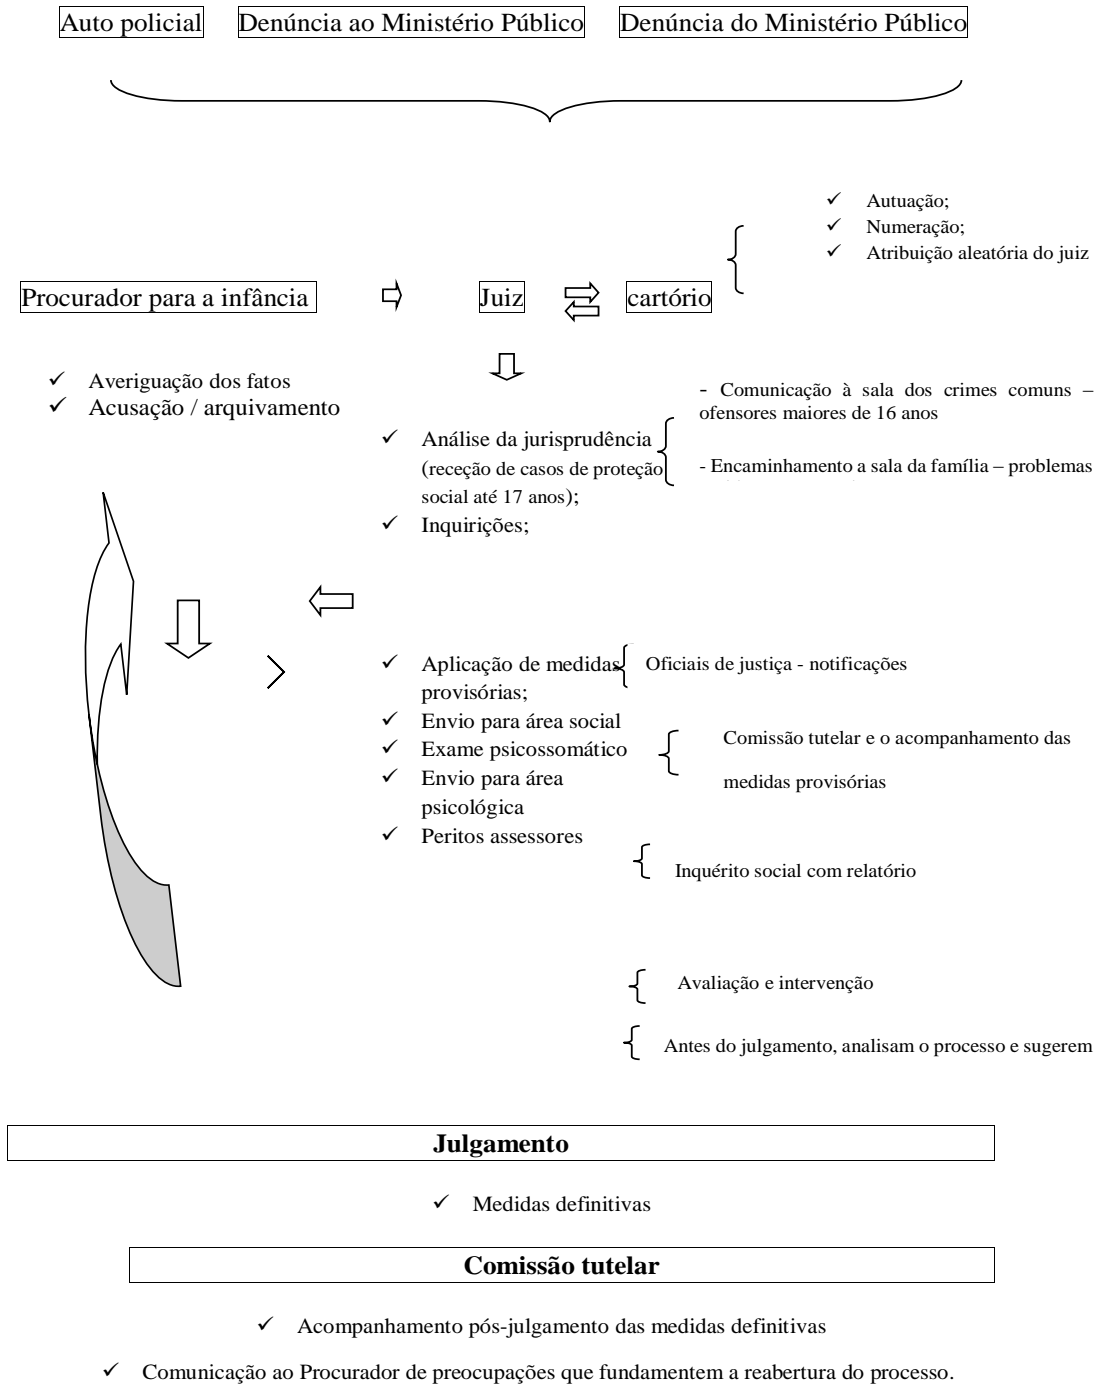 Auto policial
Denúncia ao Ministério Público
Denúncia do Ministério Público
✓ Autuação;
✓ Numeração;
✓ Atribuição aleatória do juiz
Procurador para a infância
Juiz
cartório
✓ Averiguação dos fatos
✓ Acusação / arquivamento
✓ Análise da jurisprudência
(receção de casos de proteção
social até 17 anos);
✓ Inquirições;
- Comunicação à sala dos crimes comuns –
ofensores maiores de 16 anos
- Encaminhamento a sala da família – problemas
✓ Aplicação de medidas
provisórias;
✓ Envio para área social
✓ Exame psicossomático
✓ Envio para área
psicológica
✓ Peritos assessores
Oficiais de justiça - notificações
Comissão tutelar e o acompanhamento das
medidas provisórias
Inquérito social com relatório
Avaliação e intervenção
Antes do julgamento, analisam o processo e sugerem
Julgamento
✓ Medidas definitivas
Comissão tutelar
✓ Acompanhamento pós-julgamento das medidas definitivas
✓ Comunicação ao Procurador de preocupações que fundamentem a reabertura do processo.